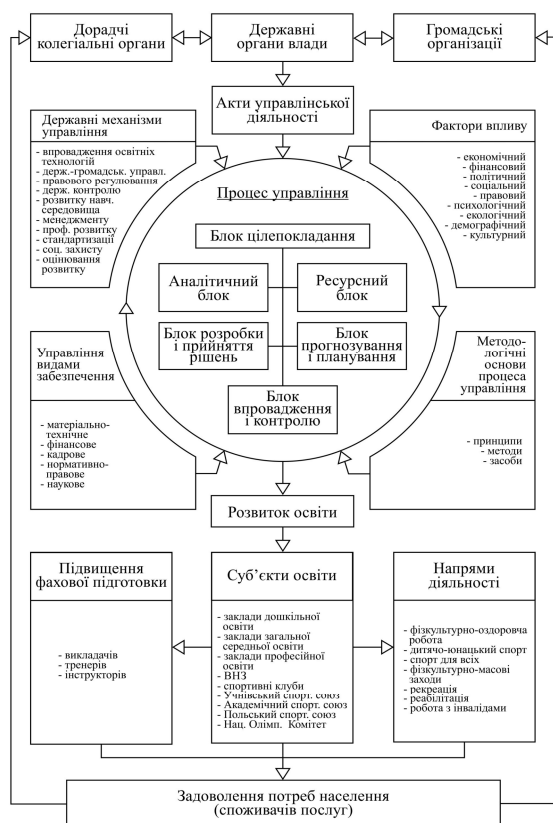 Дорадчі
колегіальні органи
Державні
органи влади
Громадські
організації
Акти управлінської
діяльності
Державні механізми
управління
- впровадження освітніх
технологій
- держ.-громадськ. управл.
- правового регулювання
- держ. контролю
- розвитку навч.
середовища
- менеджменту
- проф. розвитку
- стандартизації
- соц. захисту
- оцінювання
розвитку
Фактори впливу
- економічний
- фінансовий
- політичний
- соціальний
- правовий
- психологічний
- екологічний
- демографічний
- культурний
Процес управління
Блок цілепокладання
Аналітичний
блок
Ресурсний
блок
Блок розробки
і прийняття
рішень
Блок
прогнозування
і планування
Блок
впровадження
і контролю
Управління
видами
забезпечення
- матеріально-
технічне
- фінансове
- кадрове
- нормативно-
правове
- наукове
Методо-
логічні
основи
процеса
управління
- принципи
- методи
- засоби
Розвиток освіти
Підвищення
фахової підготовки
- викладачів
- тренерів
- інструкторів
Суб’єкти освіти
- заклади дошкільної
освіти
- заклади загальної
середньої освіти
- заклади професійної
освіти
- ВНЗ
- спортивні клуби
- Учнівський спорт. союз
- Академічний спорт. союз
- Польський спорт. союз
- Нац. Олімп. Комітет
Напрями
діяльності
- фізкультурно-оздоровча
робота
- дитячо-юнацький спорт
- спорт для всіх
- фізкультурно-масові
заходи
- рекреація
- реабілітація
- робота з інвалідами
Задоволення потреб населення
(споживачів послуг)